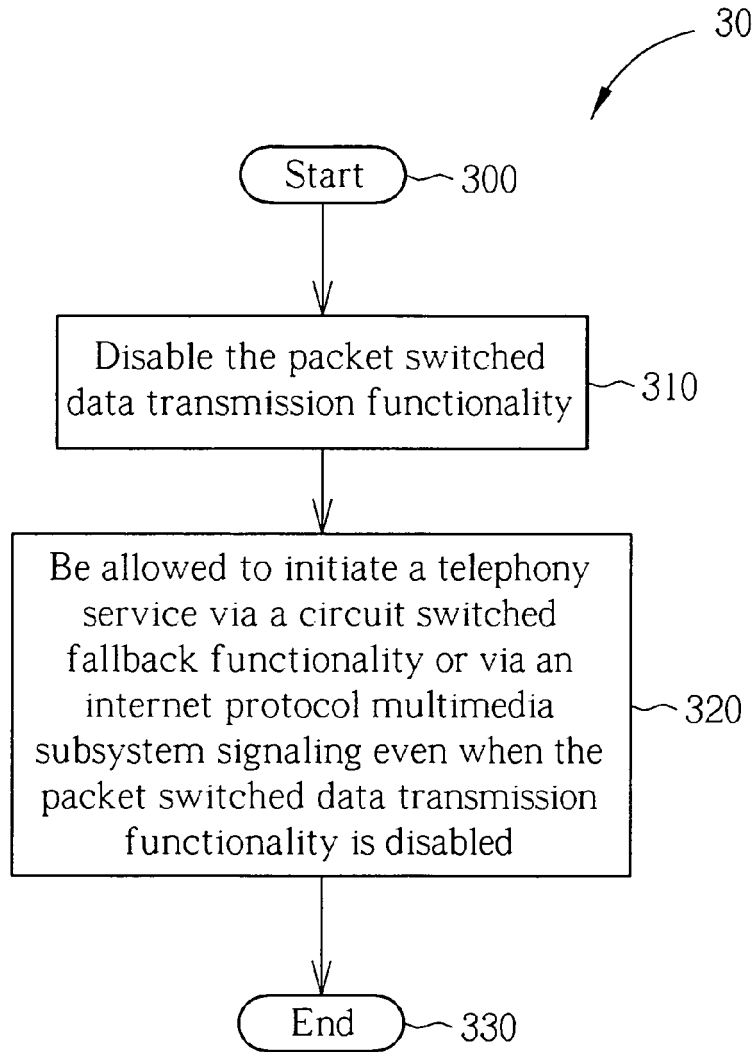 30
Start
300
Disable the packet switched
data transmission functionality
310
Be allowed to initiate a telephony
service via a circuit switched
fallback functionality or via an
internet protocol multimedia
subsystem signaling even when the
packet switched data transmission
functionality is disabled
320
End
330